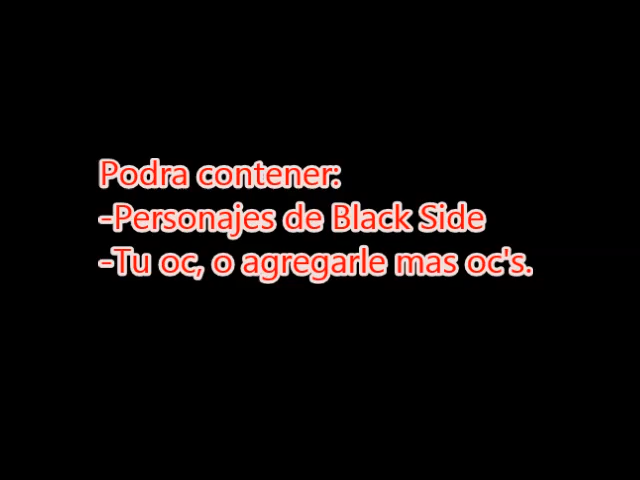 Podra contener:
-Personajes de Black Side
-Tu oc, o agregarle mas oc's.